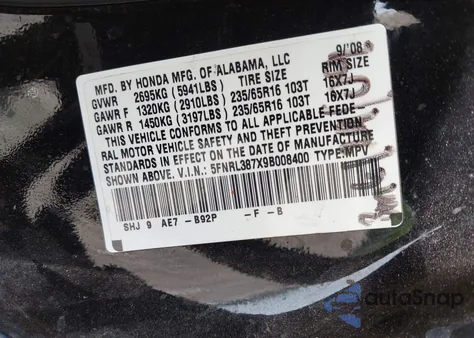 MFD. BY HONDA MFG. OF ALABAMA, LLC 9/'08
GVWR 2695KG (5941LBS) TIRE SIZE RIM SIZE
GAWR F 1320KG (2910LBS) 235/65R16 103T 16X7J
GAWR R 1450KG (3197LBS) 235/65R16 103T 16X7J
THIS VEHICLE CONFORMS TO ALL APPLICABLE FEDE-
RAL MOTOR VEHICLE SAFETY AND THEFT PREVENTION
STANDARDS IN EFFECT ON THE DATE OF MANUFACTURE
SHOWN ABOVE. V.I.N.: 5FNRL387X9B008400 TYPE:MPV
SHJ 9 AE7 -B92P -F -B
autoSnap